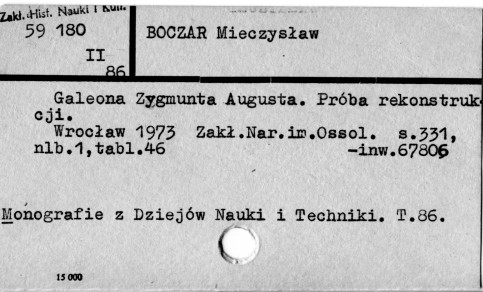 Zakł. Hist. Nauki i Kult.
59 180
II
86
BOCZAR Mieczysław
Galeona Zygmunta Augusta. Próba rekonstruk
cji.
Wrocław 1973 Zakł.Nar.im.Ossol. s.331,
nlb.1,tabl.46 -inw.67806
Monografie z Dziejów Nauki i Techniki. T.86.
15 000